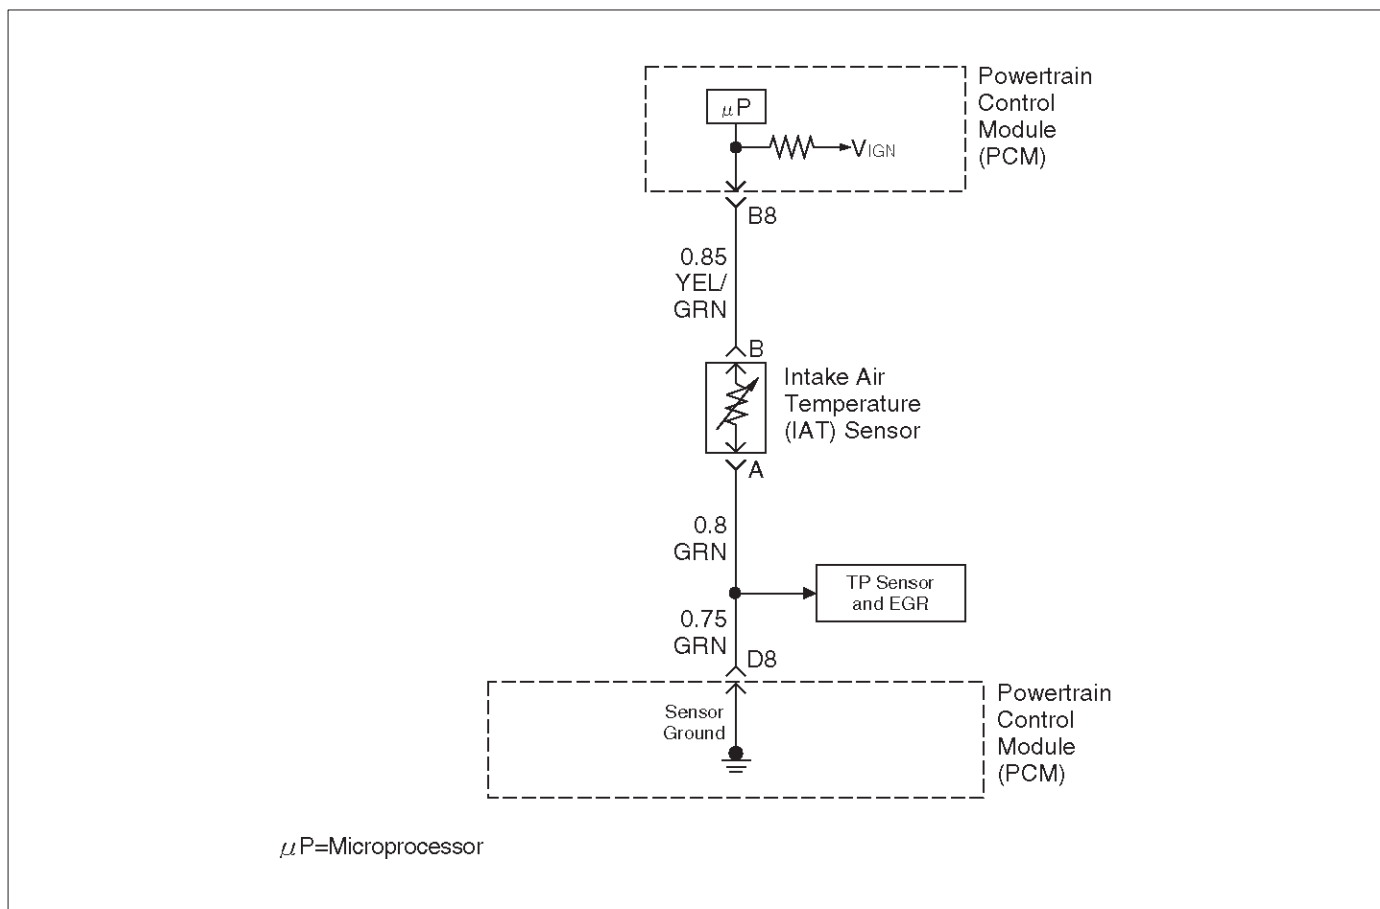 Powertrain
Control
Module
(PCM)
μP
VIGN
B8
0.85
YEL/
GRN
B
Intake Air
Temperature
(IAT) Sensor
A
0.8
GRN
TP Sensor
and EGR
0.75
GRN
D8
Sensor
Ground
Powertrain
Control
Module
(PCM)
μP=Microprocessor